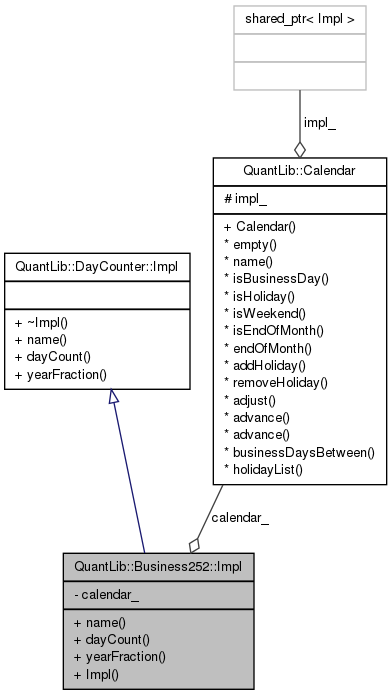 shared_ptr< Impl >
impl_
QuantLib::Calendar
# impl_
+ Calendar()
* empty()
* name()
* isBusinessDay()
* isHoliday()
* isWeekend()
* isEndOfMonth()
* endOfMonth()
* addHoliday()
* removeHoliday()
* adjust()
* advance()
* advance()
* businessDaysBetween()
* holidayList()
QuantLib::DayCounter::Impl
+ ~Impl()
+ name()
+ dayCount()
+ yearFraction()
calendar_
QuantLib::Business252::Impl
- calendar_
+ name()
+ dayCount()
+ yearFraction()
+ Impl()